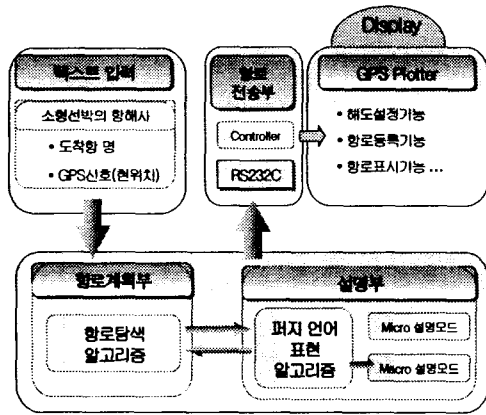 Display
텍스트 입력
소형선박의 항해사
• 도착항 명
• GPS신호(현위치)
항로
전송부
Controller
RS232C
GPS Plotter
• 해도설정기능
• 항로등록기능
• 항로표시기능 ...
항로계획부
항로탐색
알고리즘
설명부
퍼지 언어
표현
알고리즘
Micro 설명모드
Macro 설명모드